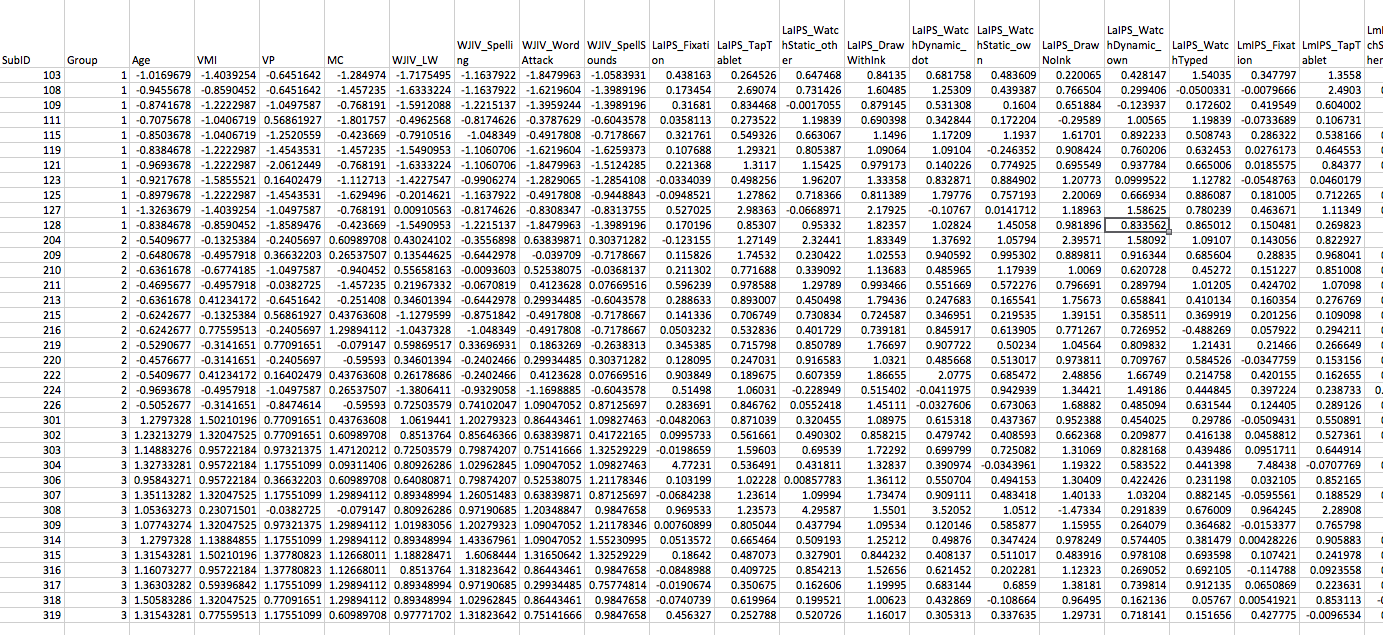 LaIPS_Watc LaIPS_Watc LaIPS_Watc LaIPS_Watc LmI
WJIV_Spelli WJIV_Word WJIV_SpellS LaIPS_Fixati LaIPS_TapT hStatic_oth LaIPS_Draw hDynamic_ hStatic_ow LaIPS_Draw hDynamic_ LaIPS_Watc LmIPS_Fixat LmIPS_TapT chS
SubID Group Age VMI VP MC WJIV_LW ng Attack ounds on ablet er WithInk dot n NoInk own hTyped ion ablet her
103 1 -1.0169679 -1.4039254 -0.6451642 -1.284974 -1.7175495 -1.1637922 -1.8479963 -1.0583931 0.438163 0.264526 0.647468 0.84135 0.681758 0.483609 0.220065 0.428147 1.54035 0.347797 1.3558
108 1 -0.9455678 -0.8590452 -0.6451642 -1.457235 -1.6333224 -1.1637922 -1.6219604 -1.3989196 0.173454 2.69074 0.731426 1.60485 1.25309 0.439387 0.766504 0.299406 -0.0500331 -0.0079666 2.4903
109 1 -0.8741678 -1.2222987 -1.0497587 -0.768191 -1.5912088 -1.2215137 -1.3959244 -1.3989196 0.31681 0.834468 -0.0017055 0.879145 0.531308 0.1604 0.651884 -0.123937 0.172602 0.419549 0.604002
111 1 -0.7075678 -1.0406719 0.56861927 -1.801757 -0.4962568 -0.8174626 -0.3787629 -0.6043578 0.0358113 0.273522 1.19839 0.690398 0.342844 0.172204 -0.29589 1.00565 1.19839 -0.0733689 0.106731
115 1 -0.8503678 -1.0406719 -1.2520559 -0.423669 -0.7910516 -1.048349 -0.4917808 -0.7178667 0.321761 0.549326 0.663067 1.1496 1.17209 1.1937 1.61701 0.892233 0.508743 0.286322 0.538166
119 1 -0.8384678 -1.2222987 -1.4543531 -1.457235 -1.5490953 -1.1060706 -1.6219604 -1.6259373 0.107688 1.29321 0.805387 1.09064 1.09104 -0.246352 0.908424 0.760206 0.632453 0.0276173 0.464553
121 1 -0.9693678 -1.2222987 -2.0612449 -0.768191 -1.6333224 -1.1060706 -1.8479963 -1.5124285 0.221368 1.3117 1.15425 0.979173 0.140226 0.774925 0.695549 0.937784 0.665006 0.0185575 0.84377
123 1 -0.9217678 -1.5855521 0.16402479 -1.112713 -1.4227547 -0.9906274 -1.2829065 -1.2854108 -0.0334039 0.498256 1.96207 1.33358 0.832871 0.884902 1.20773 0.0999522 1.12782 -0.0548763 0.0460179
125 1 -0.8979678 -1.2222987 -1.4543531 -1.629496 -0.2014621 -1.1637922 -0.4917808 -0.9448843 -0.0948521 1.27862 0.718366 0.811389 1.79776 0.757193 2.20069 0.666934 0.886087 0.181005 0.712265
127 1 -1.3263679 -1.4039254 -1.0497587 -0.768191 0.00910563 -0.8174626 -0.8308347 -0.8313755 0.527025 2.98363 -0.0668971 2.17925 -0.10767 0.0141712 1.18963 1.58625 0.780239 0.463671 1.11349
128 1 -0.8384678 -0.8590452 -1.8589476 -0.423669 -1.5490953 -1.2215137 -1.8479963 -1.3989196 0.170196 0.85307 0.95332 1.82837 1.02824 1.45058 0.981896 0.833562 0.865012 0.150481 0.269823
204 2 -0.5409677 -0.1325384 -0.2405697 0.60989708 0.43024102 -0.3556898 0.63839871 0.30371282 -0.123155 1.27149 2.32441 1.83349 1.37692 1.05794 2.39571 1.58092 1.09107 0.143056 0.822927
209 2 -0.6480678 -0.4957918 0.36632203 0.26537507 0.13544625 -0.6442978 -0.039709 -0.7178667 0.115826 1.74532 0.230422 1.02553 0.940592 0.995302 0.889811 0.916344 0.685604 0.28835 0.968041
210 2 -0.6361678 -0.6774185 -1.0497587 -0.940452 0.55658163 -0.0093603 0.52538075 -0.0368137 0.211302 0.771688 0.339092 1.13683 0.485965 1.17939 1.0069 0.620728 0.45272 0.151227 0.851008
211 2 -0.4695677 -0.4957918 -0.0382725 -1.457235 0.21967332 -0.0670819 0.4123628 0.07669516 0.596239 0.978588 1.29789 0.993466 0.551669 0.572276 0.796691 0.289794 1.01205 0.424702 1.07098
213 2 -0.6361678 0.41234172 -0.6451642 -0.251408 0.34601394 -0.6442978 0.29934485 -0.6043578 0.288633 0.893007 0.450498 1.79436 0.247683 0.165541 1.75673 0.658841 0.410134 0.160354 0.276769
215 2 -0.6242677 -0.1325384 0.56861927 0.43763608 -1.1279599 -0.8751842 -0.4917808 -0.7178667 0.141336 0.706749 0.730834 0.724587 0.346951 0.219535 1.39151 0.358511 0.369919 0.201256 0.109098
216 2 -0.6242677 0.77559513 -0.2405697 1.29894112 -1.0437328 -1.048349 -0.4917808 -0.7178667 0.0503232 0.532836 0.401729 0.739181 0.845917 0.613905 0.771267 0.726952 -0.488269 0.057922 0.294211
219 2 -0.5290677 -0.3141651 0.77091651 -0.079147 0.59869517 0.33696931 0.1863269 -0.2638313 0.345385 0.715798 0.850789 1.76697 0.907722 0.50234 1.04564 0.809832 1.21431 0.21466 0.266649
220 2 -0.4576677 -0.3141651 -0.2405697 -0.59593 0.34601394 -0.2402466 0.29934485 0.30371282 0.128095 0.247031 0.916583 1.0321 0.485668 0.513017 0.973811 0.709767 0.584526 -0.0347759 0.153156
222 2 -0.5409677 0.41234172 0.16402479 0.43763608 0.26178686 -0.2402466 0.4123628 0.07669516 0.903849 0.189675 0.607359 1.86655 2.0775 0.685472 2.48856 1.66749 0.214758 0.420155 0.162655
224 2 -0.9693678 -0.4957918 -1.0497587 0.26537507 -1.3806411 -0.9329058 -1.1698885 -0.6043578 0.51498 1.06031 -0.228949 0.515402 -0.0411975 0.942939 1.34421 1.49186 0.444845 0.397224 0.238733 0.
226 2 -0.5052677 -0.3141651 -0.8474614 -0.59593 0.72503579 0.74102047 1.09047052 0.87125697 0.283691 0.846762 0.0552418 1.45111 -0.0327606 0.673063 1.68882 0.485094 0.631544 0.124405 0.289126
301 3 1.2797328 1.50210196 0.77091651 0.43763608 1.0619441 1.20279323 0.86443461 1.09827463 -0.0482063 0.871039 0.320455 1.08975 0.615318 0.437367 0.952388 0.454025 0.29786 -0.0509431 0.550891
302 3 1.23213279 1.32047525 0.77091651 0.60989708 0.8513764 0.85646366 0.63839871 0.41722165 0.0995733 0.561661 0.490302 0.858215 0.479742 0.408593 0.662368 0.209877 0.416138 0.0458812 0.527361
303 3 1.14883276 0.95722184 0.97321375 1.47120212 0.72503579 0.79874207 0.75141666 1.32529229 -0.0198659 1.59603 0.69539 1.72292 0.699799 0.725082 1.31069 0.828168 0.439486 0.0951711 0.644914
304 3 1.32733281 0.95722184 1.17551099 0.09311406 0.80926286 1.02962845 1.09047052 1.09827463 4.77231 0.536491 0.431811 1.32837 0.390974 -0.0343961 1.19322 0.583522 0.441398 7.48438 -0.0707769
306 3 0.95843271 0.95722184 0.36632203 0.60989708 0.64080871 0.79874207 0.52538075 1.21178346 0.103199 1.02228 0.00857783 1.36112 0.550704 0.494153 1.30409 0.422426 0.231198 0.032105 0.852165
307 3 1.35113282 1.32047525 1.17551099 1.29894112 0.89348994 1.26051483 0.63839871 0.87125697 -0.0684238 1.23614 1.09994 1.73474 0.909111 0.483418 1.40133 1.03204 0.882145 -0.0595561 0.188529
308 3 1.05363273 0.23071501 -0.0382725 -0.079147 0.80926286 0.97190685 1.20348847 0.9847658 0.969533 1.23573 4.29587 1.5501 3.52052 1.0512 -1.47334 0.291839 0.676009 0.964245 2.28908
309 3 1.07743274 1.32047525 0.97321375 1.29894112 1.01983056 1.20279323 1.09047052 1.21178346 0.00760899 0.805044 0.437794 1.09534 0.120146 0.585877 1.15955 0.264079 0.364682 -0.0153377 0.765798
314 3 1.2797328 1.13884855 1.17551099 1.29894112 0.89348994 1.43367961 1.09047052 1.55230995 0.0513572 0.665464 0.509193 1.25212 0.49876 0.347424 0.978249 0.574405 0.381479 0.00428226 0.905883
315 3 1.31543281 1.50210196 1.37780823 1.12668011 1.18828471 1.6068444 1.31650642 1.32529229 0.18642 0.487073 0.327901 0.844232 0.408137 0.511017 0.483916 0.978108 0.693598 0.107421 0.241978
316 3 1.16073277 0.95722184 1.37780823 1.12668011 0.8513764 1.31823642 0.86443461 0.9847658 -0.0848988 0.409725 0.854213 1.52656 0.621452 0.202281 1.12323 0.269052 0.692105 -0.114788 0.0923558
317 3 1.36303282 0.59396842 1.17551099 1.29894112 0.89348994 0.97190685 0.29934485 0.75774814 -0.0190674 0.350675 0.162606 1.19995 0.683144 0.6859 1.38181 0.739814 0.912135 0.0650869 0.223631
318 3 1.50583286 1.32047525 0.77091651 1.29894112 0.89348994 1.02962845 0.86443461 0.9847658 -0.0740739 0.619964 0.199521 1.00623 0.432869 -0.108664 0.96495 0.162136 0.05767 0.00541921 0.853113
319 3 1.31543281 0.77559513 1.17551099 0.60989708 0.97771702 1.31823642 0.75141666 0.9847658 0.456327 0.252788 0.520726 1.16017 0.305313 0.337635 1.29731 0.718141 0.151656 0.427775 -0.0096534